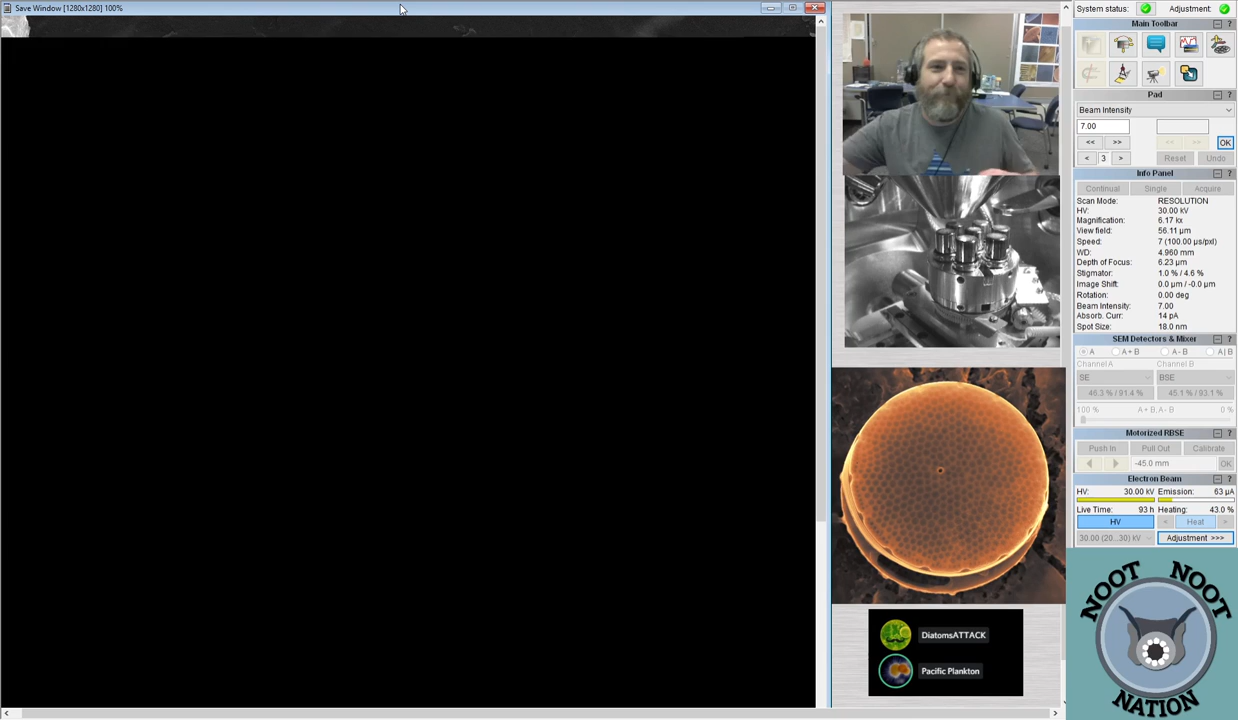 Save Window [1280x1280] 100%
System status: Adjustment:
Main Toolbar
?
Pad
?
Beam Intensity
7.00
<< >> << >> OK
< 3 > Reset Undo
Info Panel
?
Continual Single Acquire
Scan Mode: RESOLUTION
HV: 30.00 kV
Magnification: 6.17 kx
View field: 56.11 µm
Speed: 7 (100.00 µs/pxl)
WD: 4.960 mm
Depth of Focus: 6.23 µm
Stigmator: 1.0 % / 4.6 %
Image Shift: 0.0 µm / -0.0 µm
Rotation: 0.00 deg
Beam Intensity: 7.00
Absorb. Curr: 14 pA
Spot Size: 18.0 nm
SEM Detectors & Mixer
?
A A + B A - B A | B
Channel A Channel B
SE BSE
46.3 % / 91.4 % 45.1 % / 93.1 %
100 % A + B:A - B 0 %
Motorized RBSE
?
Push In Pull Out Calibrate
-45.0 mm OK
Electron Beam
?
HV: 30.00 kV Emission: 63 µA
Live Time: 93 h Heating: 43.0 %
HV < Heat >
30.00 (20...30) kV Adjustment >>>
DiatomsATTACK
Pacific Plankton
NOOT NOOT
NATION